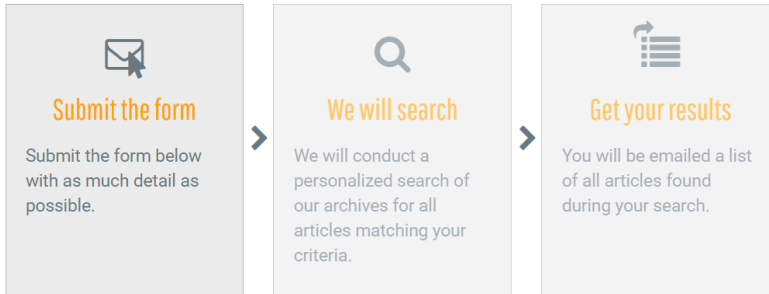 Submit the form
Submit the form below
with as much detail as
possible.
We will search
We will conduct a
personalized search of
our archives for all
articles matching your
criteria.
Get your results
You will be emailed a list
of all articles found
during your search.